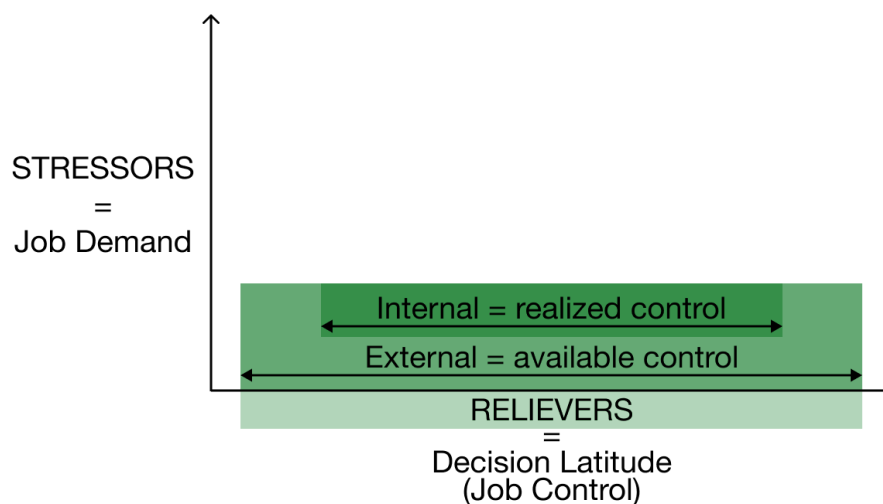 STRESSORS
=
Job Demand
Internal = realized control
External = available control
RELIEVERS
=
Decision Latitude
(Job Control)